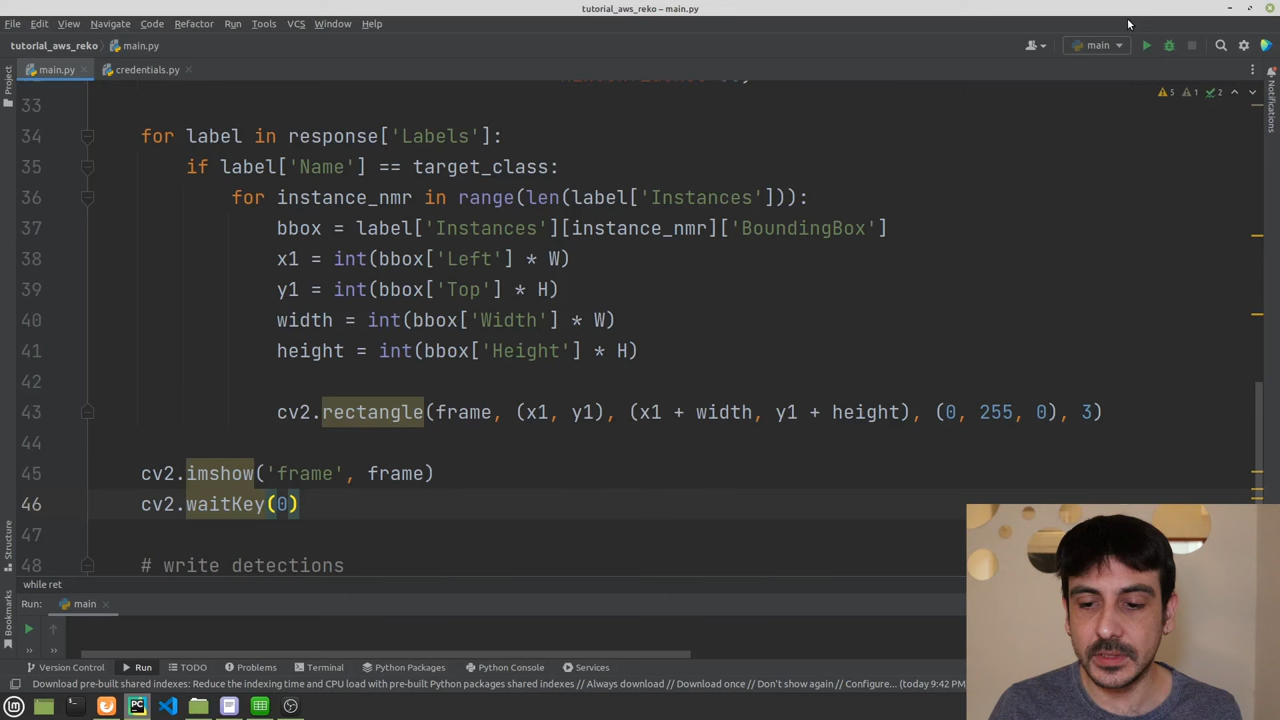 tutorial_aws_reko – main.py
File Edit View Navigate Code Refactor Run Tools VCS Window Help
tutorial_aws_reko main.py main
main.py credentials.py
5 1 2
33
34 for label in response['Labels']:
35 if label['Name'] == target_class:
36 for instance_nmr in range(len(label['Instances'])):
37 bbox = label['Instances'][instance_nmr]['BoundingBox']
38 x1 = int(bbox['Left'] * W)
39 y1 = int(bbox['Top'] * H)
40 width = int(bbox['Width'] * W)
41 height = int(bbox['Height'] * H)
42
43 cv2.rectangle(frame, (x1, y1), (x1 + width, y1 + height), (0, 255, 0), 3)
44
45 cv2.imshow('frame', frame)
46 cv2.waitKey(0)
47
48 # write detections
while ret
Run: main
Version Control Run TODO Problems Terminal Python Packages Python Console Services
Download pre-built shared indexes: Reduce the indexing time and CPU load with pre-built Python packages shared indexes // Always download // Download once // Don't show again // Configure... (today 9:42 PM
Project
Structure
Bookmarks
Notifications